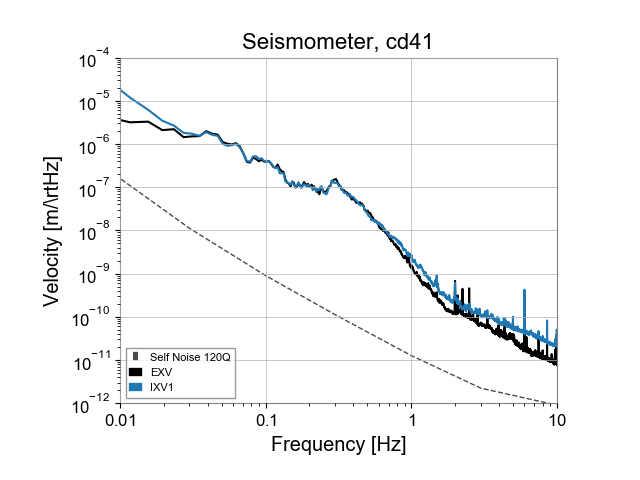 Seismometer, cd41
Velocity [m/\rtHz]
10⁻⁴
10⁻⁵
10⁻⁶
10⁻⁷
10⁻⁸
10⁻⁹
10⁻¹⁰
10⁻¹¹
10⁻¹²
Self Noise 120Q
EXV
IXV1
0.01
0.1
1
10
Frequency [Hz]